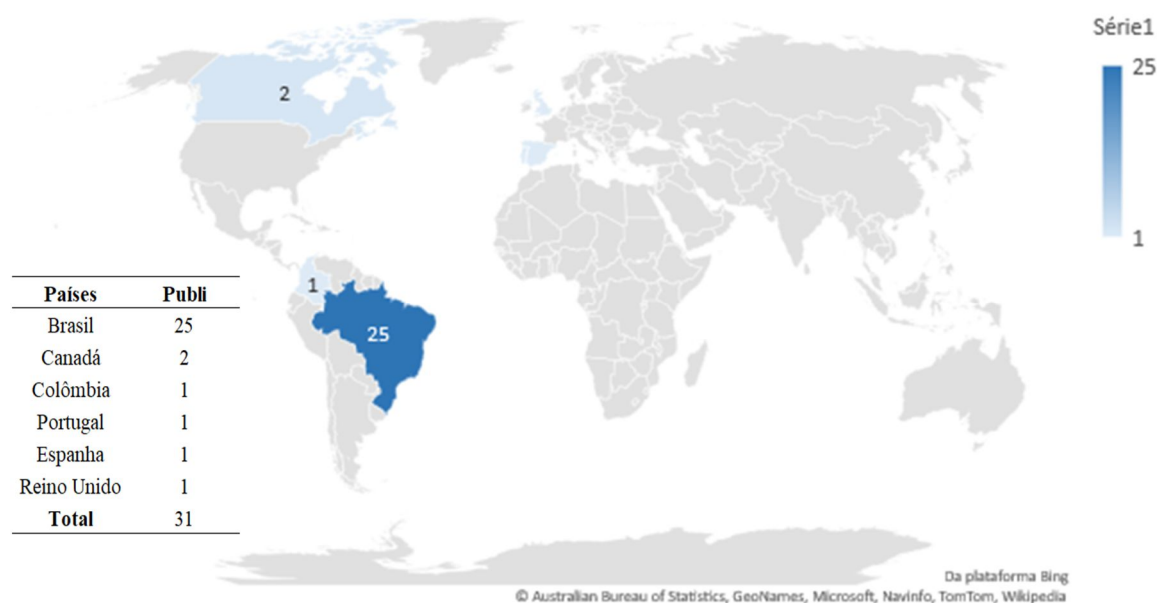 Série1
25
1
2
1
25
Países Publi
Brasil 25
Canadá 2
Colômbia 1
Portugal 1
Espanha 1
Reino Unido 1
Total 31
Da plataforma Bing
© Australian Bureau of Statistics, GeoNames, Microsoft, Navinfo, TomTom, Wikipedia